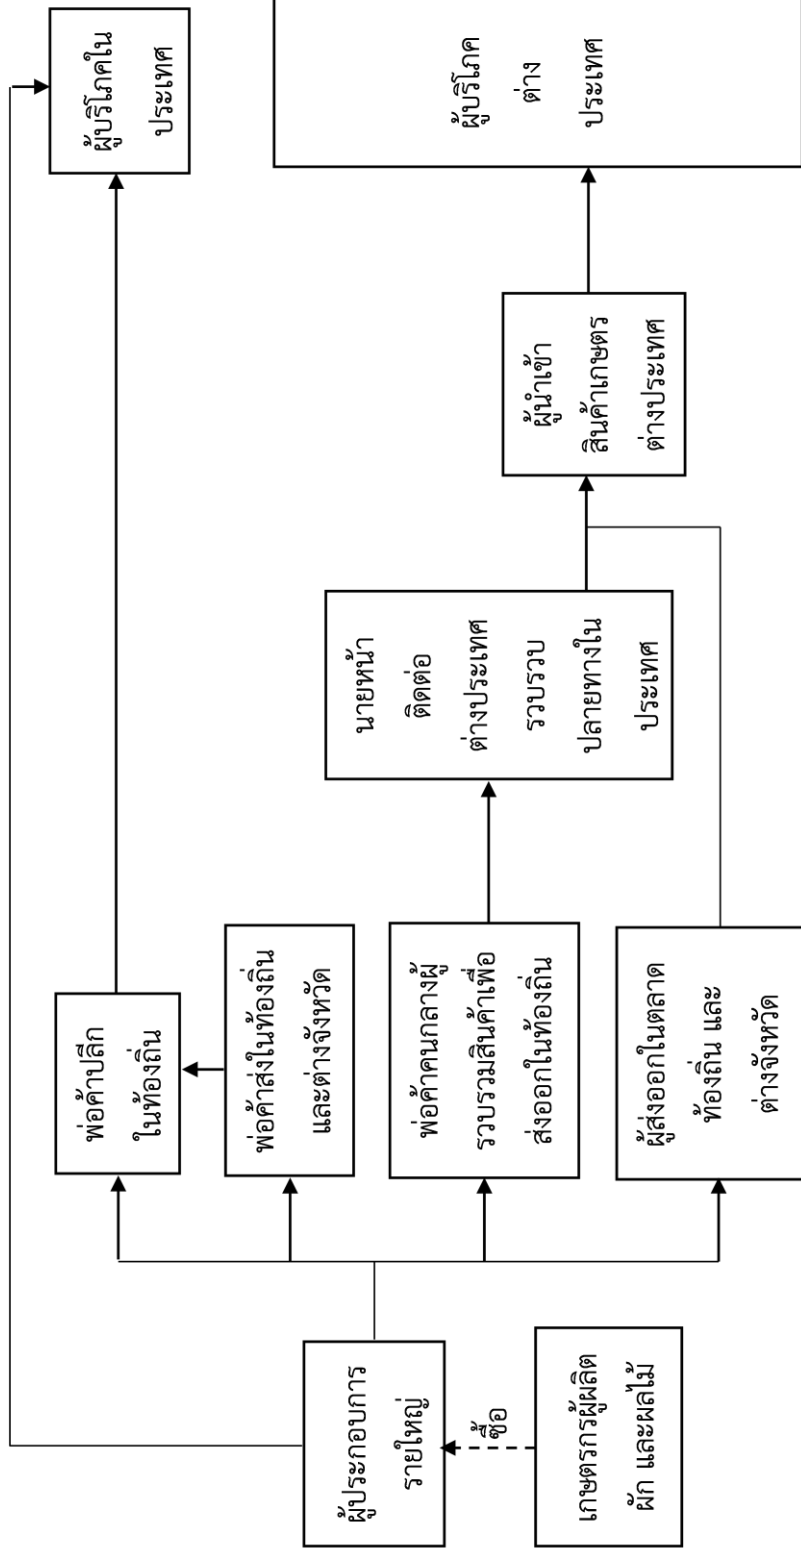 ผู้ประกอบการ
รายใหญ่
ซื้อ
เกษตรกรผู้ผลิต
ผัก และผลไม้
พ่อค้าปลีก
ในท้องถิ่น
พ่อค้าส่งในท้องถิ่น
และต่างจังหวัด
พ่อค้าคนกลางผู้
รวบรวมสินค้าเพื่อ
ส่งออกในท้องถิ่น
ผู้ส่งออกในตลาด
ท้องถิ่น และ
ต่างจังหวัด
นายหน้า
ติดต่อ
ต่างประเทศ
รวบรวบ
ปลายทางใน
ประเทศ
ผู้นำเข้า
สินค้าเกษตร
ต่างประเทศ
ผู้บริโภคใน
ประเทศ
ผู้บริโภค
ต่าง
ประเทศ